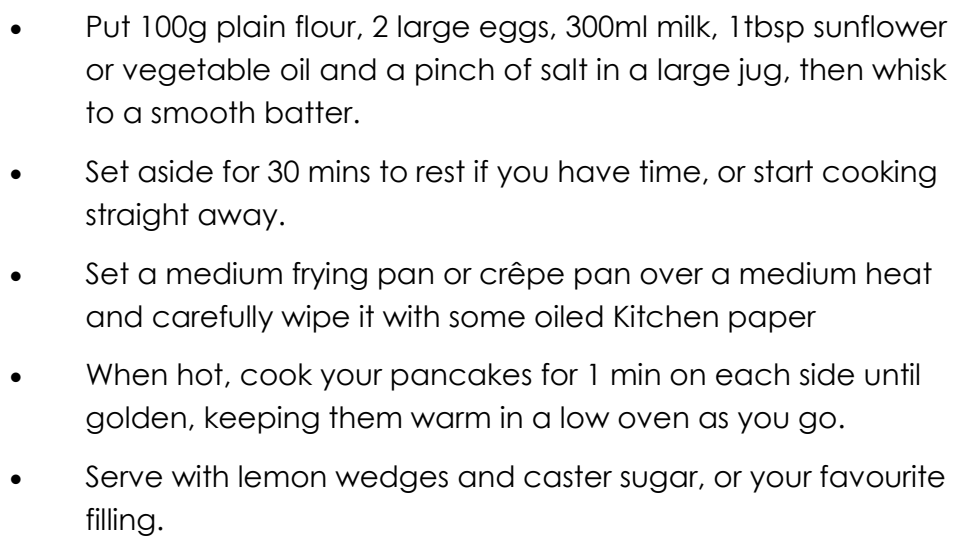 • Put 100g plain flour, 2 large eggs, 300ml milk, 1tbsp sunflower
or vegetable oil and a pinch of salt in a large jug, then whisk
to a smooth batter.
• Set aside for 30 mins to rest if you have time, or start cooking
straight away.
• Set a medium frying pan or crêpe pan over a medium heat
and carefully wipe it with some oiled Kitchen paper
• When hot, cook your pancakes for 1 min on each side until
golden, keeping them warm in a low oven as you go.
• Serve with lemon wedges and caster sugar, or your favourite
filling.